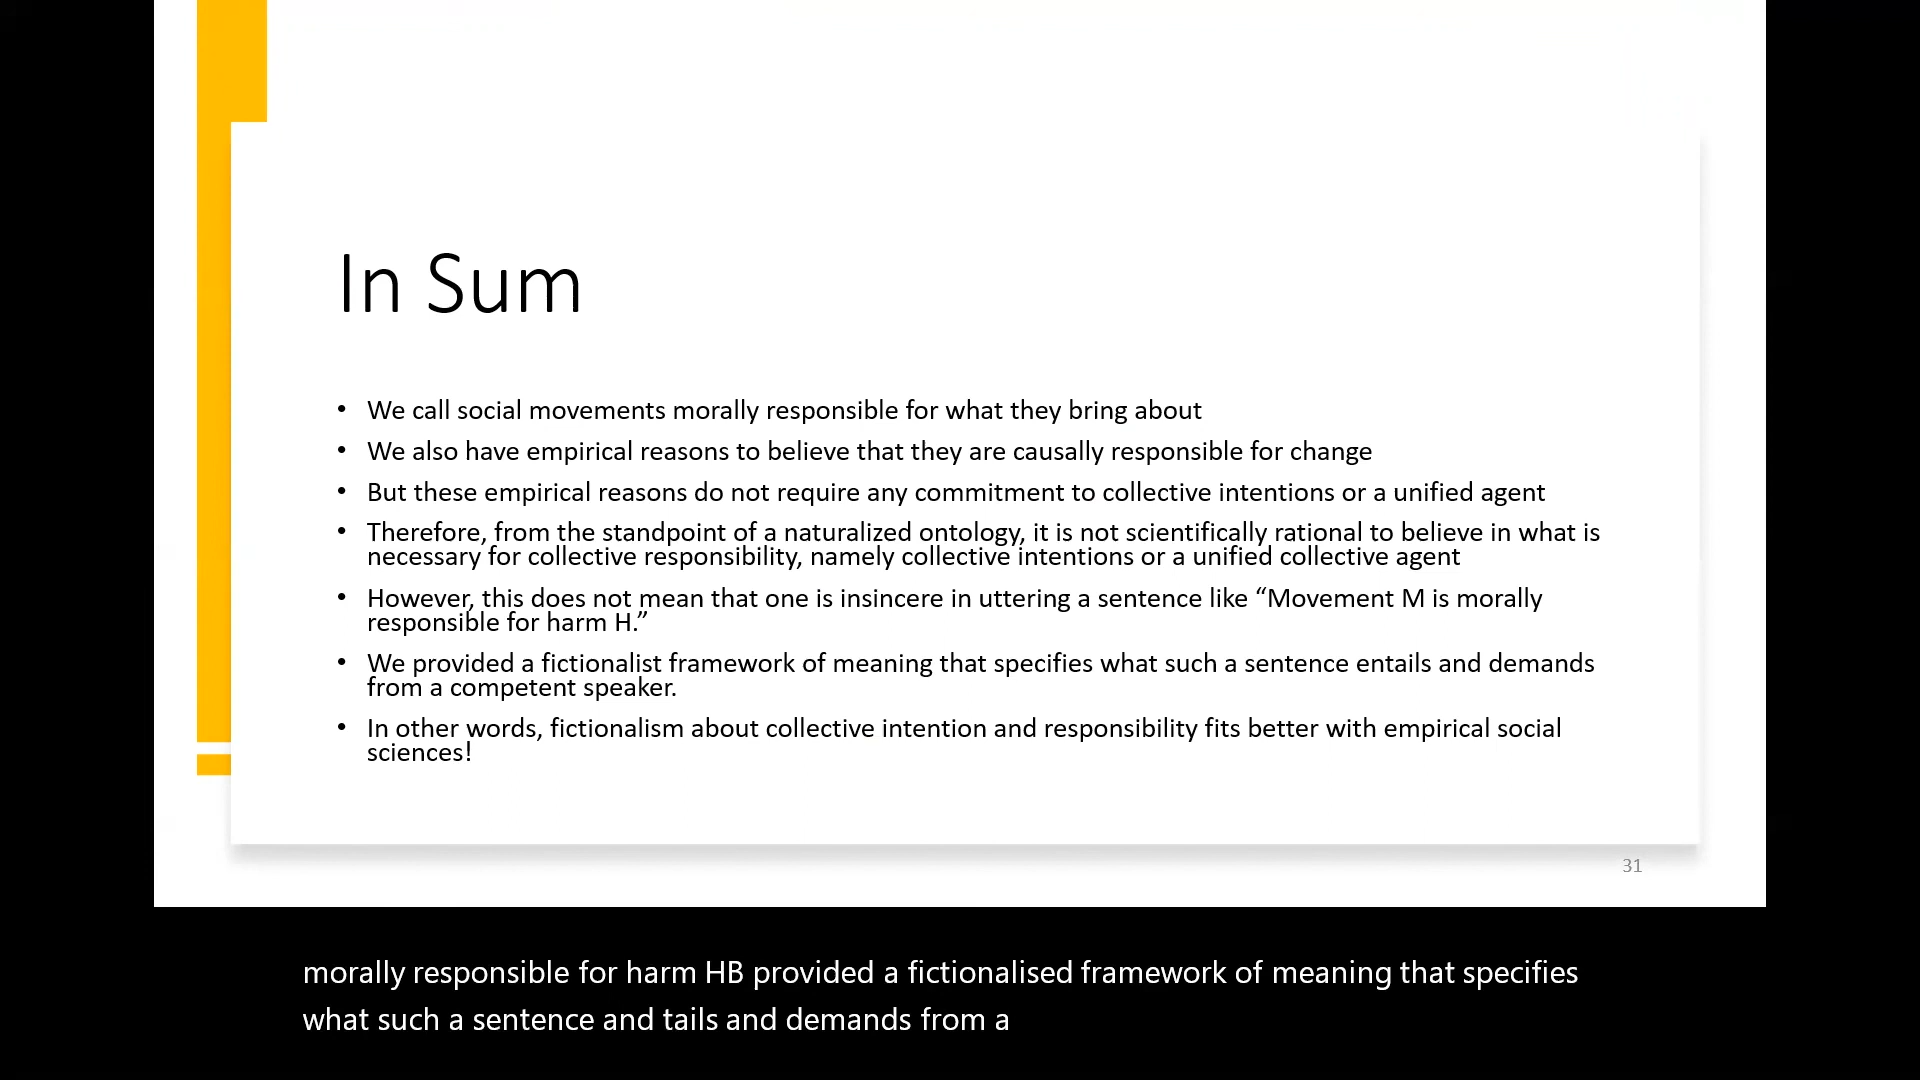 In Sum
• We call social movements morally responsible for what they bring about
• We also have empirical reasons to believe that they are causally responsible for change
• But these empirical reasons do not require any commitment to collective intentions or a unified agent
• Therefore, from the standpoint of a naturalized ontology, it is not scientifically rational to believe in what is
necessary for collective responsibility, namely collective intentions or a unified collective agent
• However, this does not mean that one is insincere in uttering a sentence like “Movement M is morally
responsible for harm H.”
• We provided a fictionalist framework of meaning that specifies what such a sentence entails and demands
from a competent speaker.
• In other words, fictionalism about collective intention and responsibility fits better with empirical social
sciences!
31
morally responsible for harm HB provided a fictionalised framework of meaning that specifies
what such a sentence and tails and demands from a